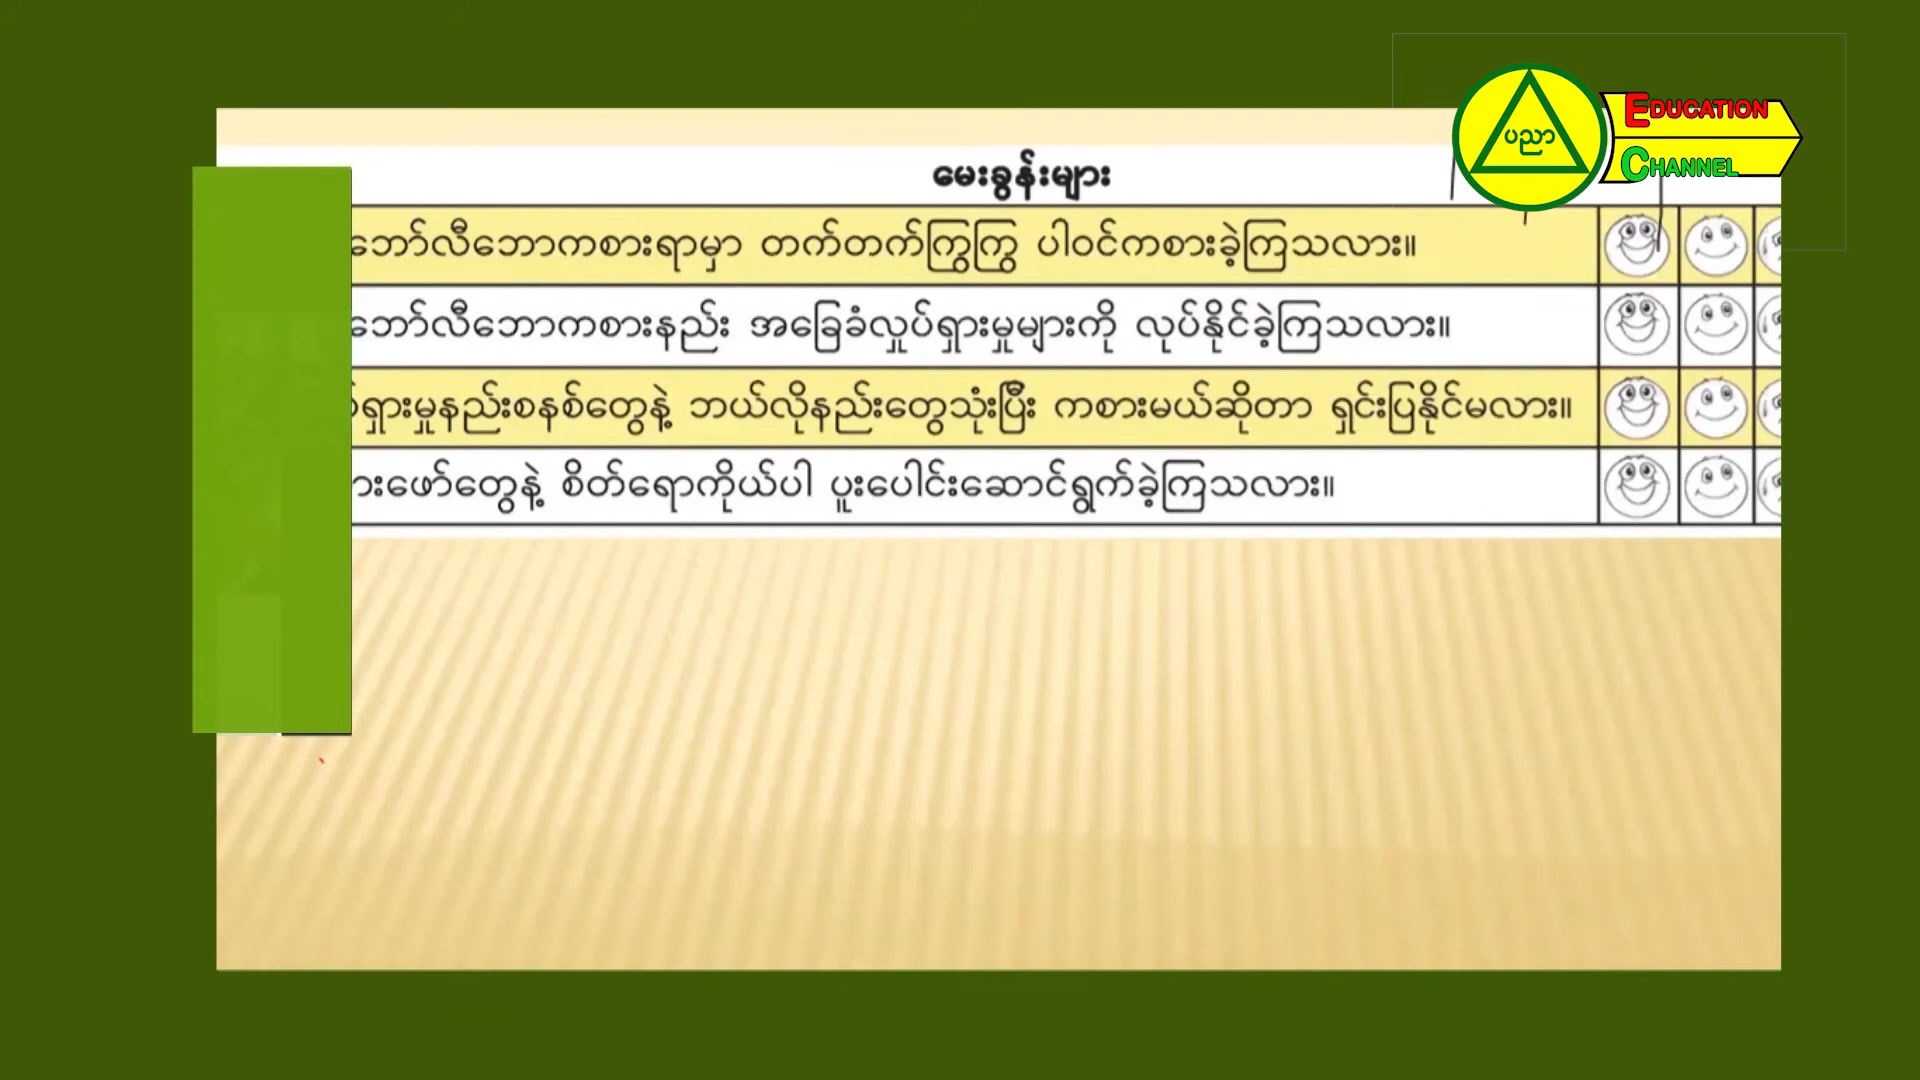 ပညာ
EDUCATION
CHANNEL
မေးခွန်းများ
ဘော်လီဘောကစားရာမှာ တက်တက်ကြွကြွ ပါဝင်ကစားခဲ့ကြသလား။
ဘော်လီဘောကစားနည်း အခြေခံလှုပ်ရှားမှုများကို လုပ်နိုင်ခဲ့ကြသလား။
ရှားမှုနည်းစနစ်တွေနဲ့ ဘယ်လိုနည်းတွေသုံးပြီး ကစားမယ်ဆိုတာ ရှင်းပြနိုင်မလား။
ားဖော်တွေနဲ့ စိတ်ရောကိုယ်ပါ ပူးပေါင်းဆောင်ရွက်ခဲ့ကြသလား။